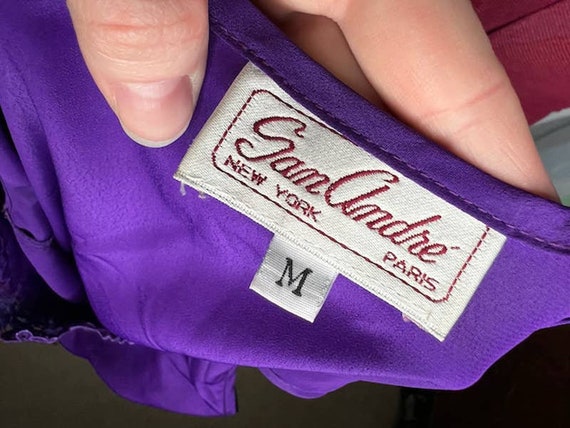 Sam André
NEW YORK
PARIS
M